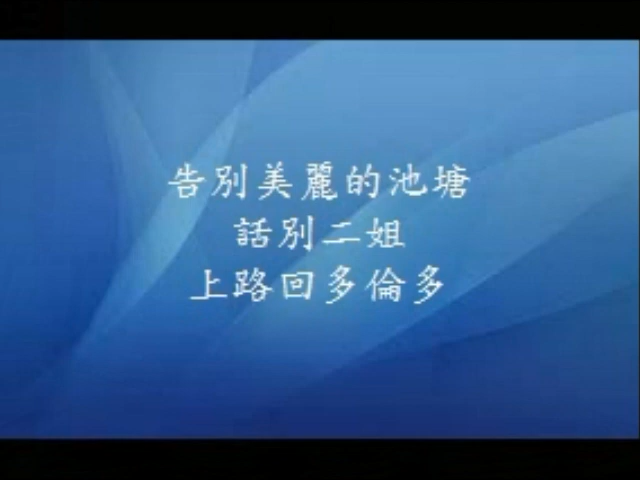 告別美麗的池塘
話別二姐
上路回多倫多